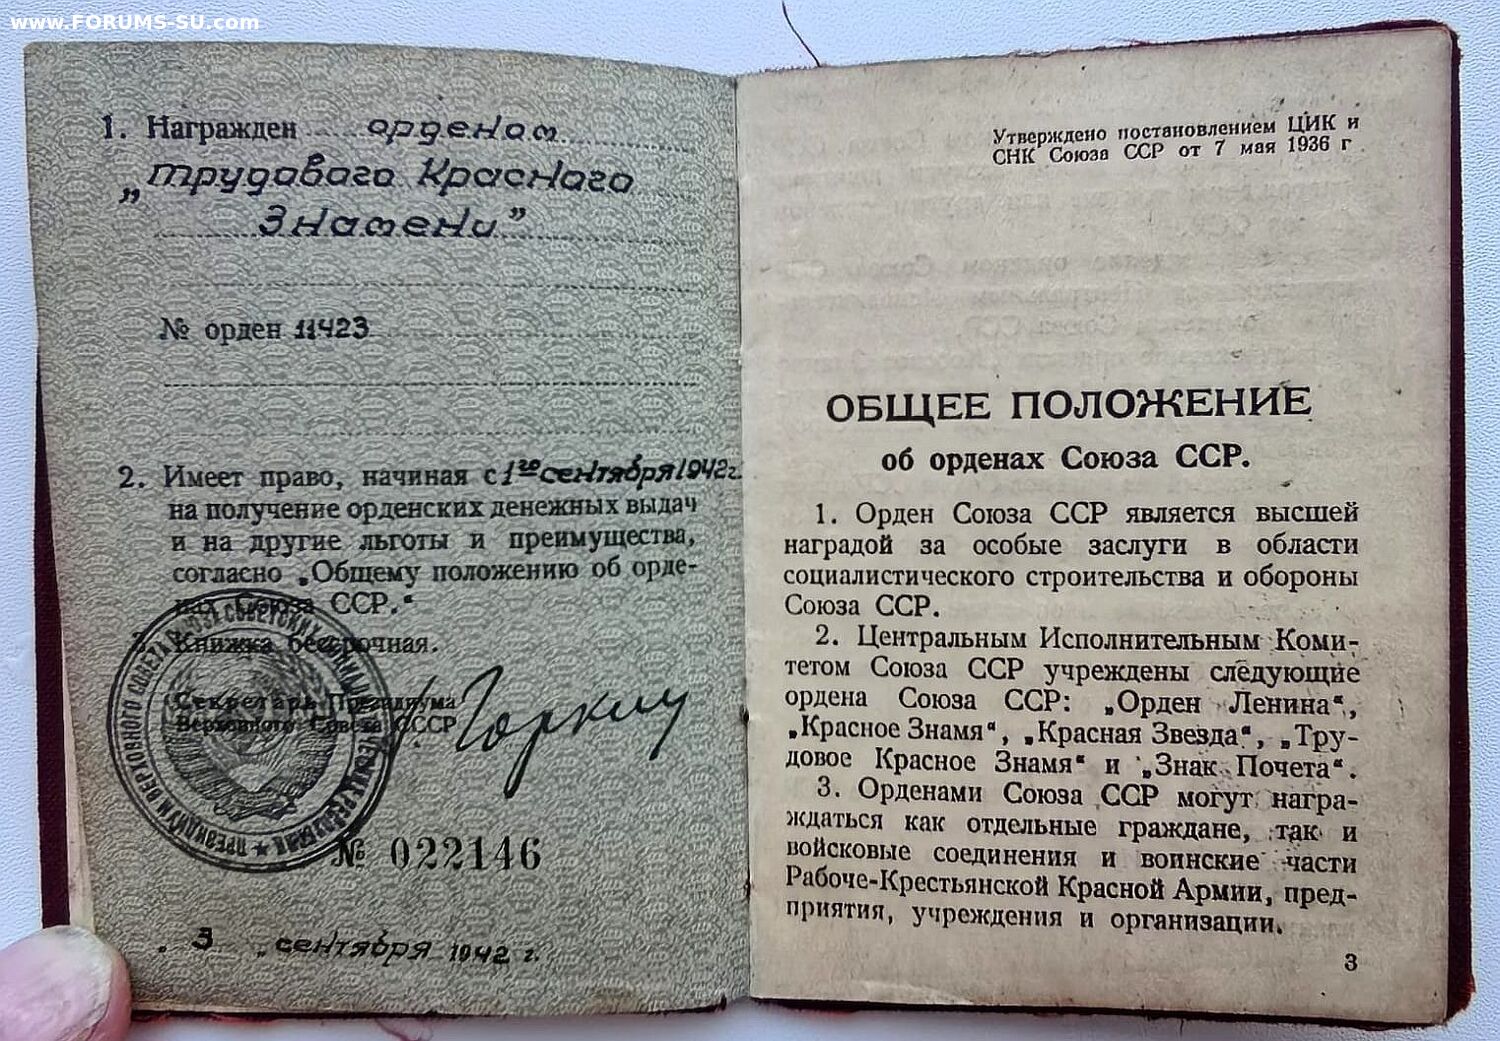 www.FORUMS-SU.com
1. Награжден орденом
„Трудового Красного
Знамени”
№ орден 11423
2. Имеет право, начиная с 1го сентября 1942 г.
на получение орденских денежных выдач
и на другие льготы и преимущества,
согласно „Общему положению об орде-
нах Союза ССР.“
3. Книжка бессрочная.
Секретарь Президиума
Верховного Совета СССР
Горкин
№ 022146
„ 3 „ сентября 1942 г.
Утверждено постановлением ЦИК и
СНК Союза ССР от 7 мая 1936 г
ОБЩЕЕ ПОЛОЖЕНИЕ
об орденах Союза ССР.
1. Орден Союза ССР является высшей
наградой за особые заслуги в области
социалистического строительства и обороны
Союза ССР.
2. Центральным Исполнительным Коми-
тетом Союза ССР учреждены следующие
ордена Союза ССР: „Орден Ленина“,
„Красное Знамя“, „Красная Звезда“, „Тру-
довое Красное Знамя“ и „Знак Почета“.
3. Орденами Союза ССР могут награ-
ждаться как отдельные граждане, так и
войсковые соединения и воинские части
Рабоче-Крестьянской Красной Армии, пред-
приятия, учреждения и организации.
3